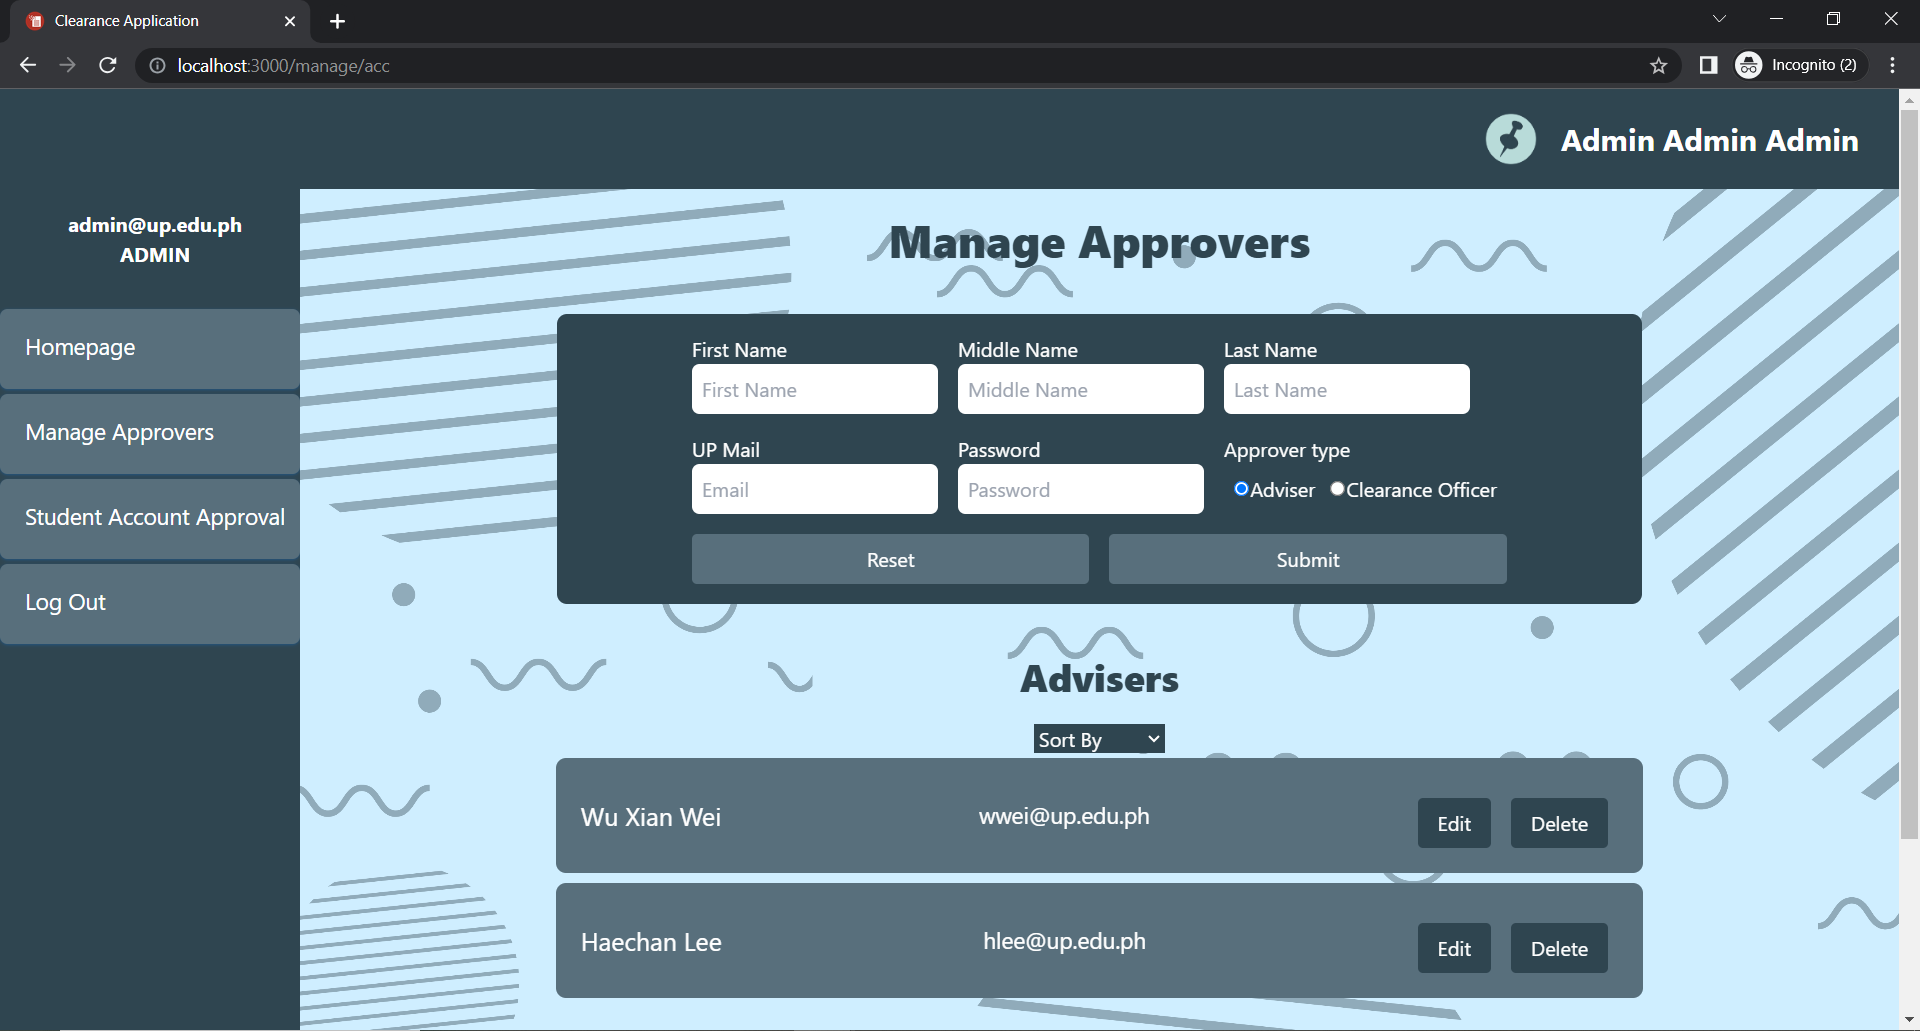 Clearance Application
localhost:3000/manage/acc
Incognito (2)
Admin Admin Admin
admin@up.edu.ph
ADMIN
Homepage
Manage Approvers
Student Account Approval
Log Out
Manage Approvers
First Name Middle Name Last Name
First Name Middle Name Last Name
UP Mail Password Approver type
Email Password Adviser Clearance Officer
Reset Submit
Advisers
Sort By
Wu Xian Wei wwei@up.edu.ph Edit Delete
Haechan Lee hlee@up.edu.ph Edit Delete